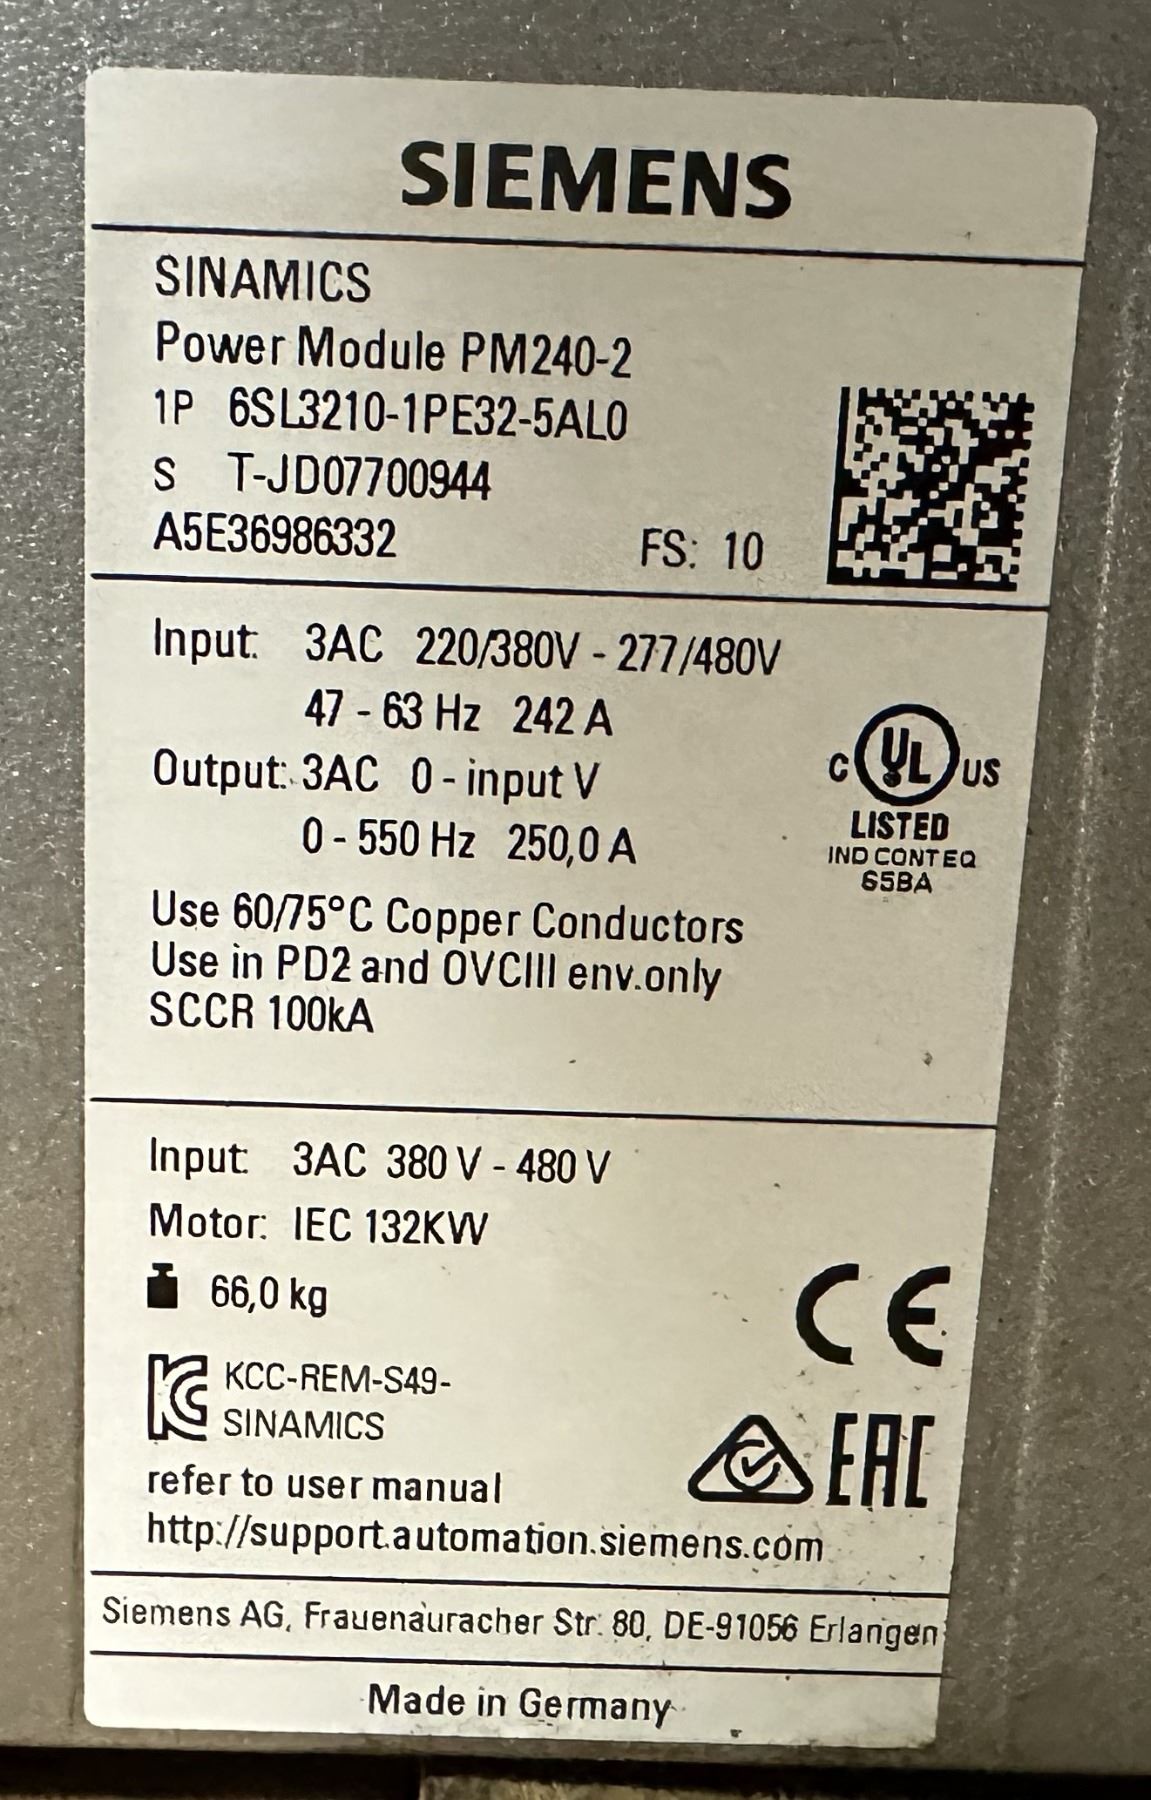 SIEMENS
SINAMICS
Power Module PM240-2
1P 6SL3210-1PE32-5AL0
S T-JD07700944
A5E36986332 FS: 10
Input: 3AC 220/380V - 277/480V
47 - 63 Hz 242 A
Output: 3AC 0 - input V
0 - 550 Hz 250,0 A
C UL US
LISTED
IND CONT EQ
65BA
Use 60/75°C Copper Conductors
Use in PD2 and OVCIII env.only
SCCR 100kA
Input: 3AC 380 V - 480 V
Motor: IEC 132KW
66,0 kg
CE
KCC-REM-S49-
SINAMICS
EAC
refer to user manual
http://support.automation.siemens.com
Siemens AG, Frauenauracher Str. 80, DE-91056 Erlangen
Made in Germany